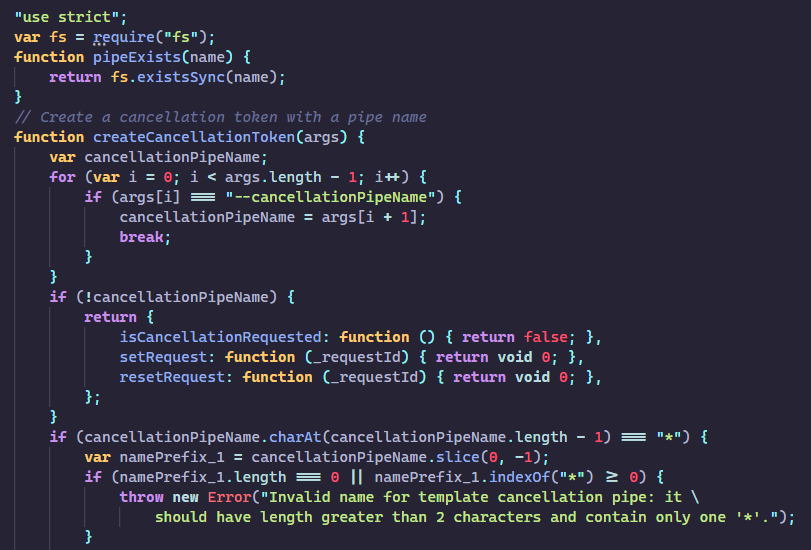 "use strict";
var fs = require("fs");
function pipeExists(name) {
    return fs.existsSync(name);
}
// Create a cancellation token with a pipe name
function createCancellationToken(args) {
    var cancellationPipeName;
    for (var i = 0; i < args.length - 1; i++) {
        if (args[i] === "--cancellationPipeName") {
            cancellationPipeName = args[i + 1];
            break;
        }
    }
    if (!cancellationPipeName) {
        return {
            isCancellationRequested: function () { return false; },
            setRequest: function (_requestId) { return void 0; },
            resetRequest: function (_requestId) { return void 0; },
        };
    }
    if (cancellationPipeName.charAt(cancellationPipeName.length - 1) === "*") {
        var namePrefix_1 = cancellationPipeName.slice(0, -1);
        if (namePrefix_1.length === 0 || namePrefix_1.indexOf("*") >= 0) {
            throw new Error("Invalid name for template cancellation pipe: it \
                should have length greater than 2 characters and contain only one '*'.");
        }